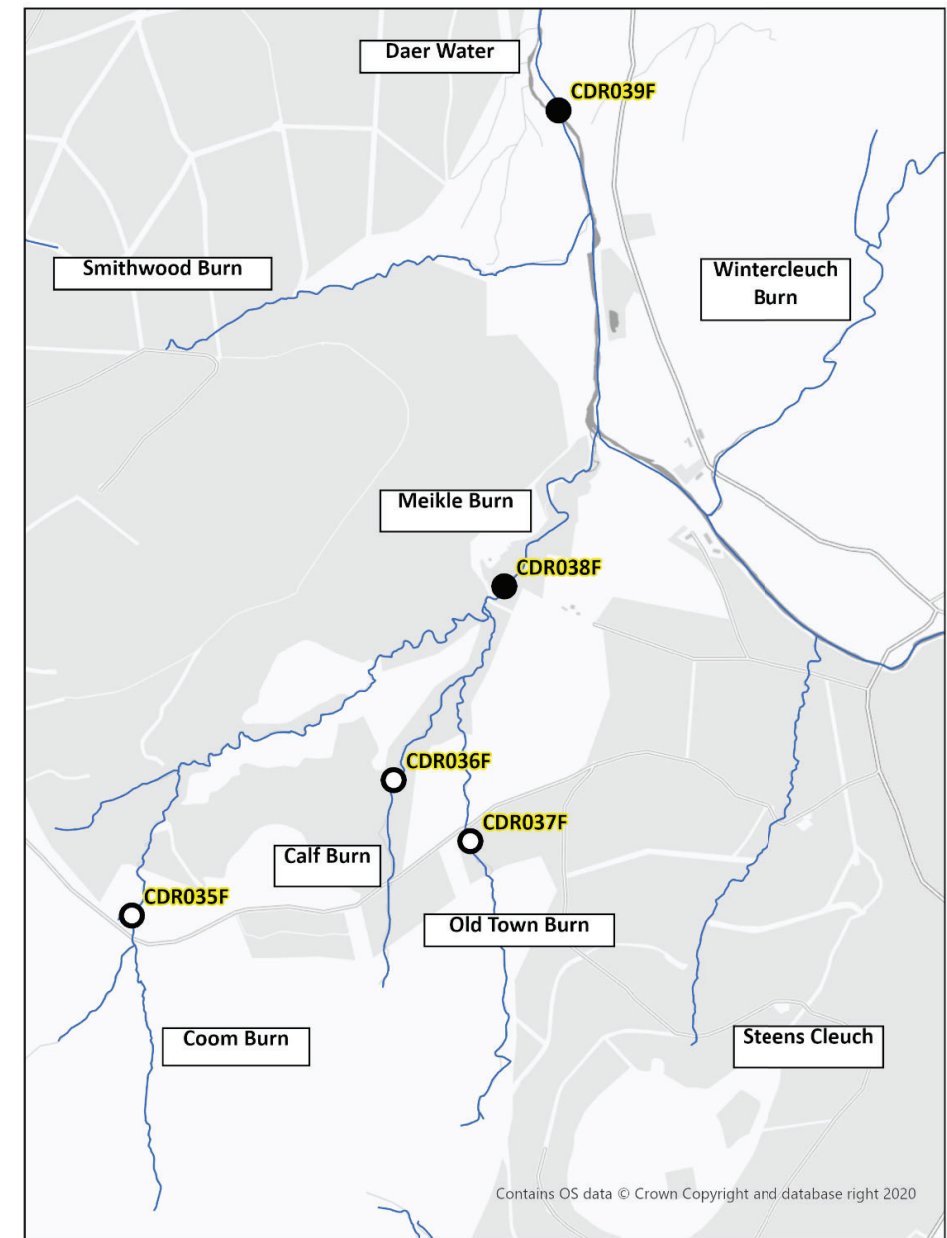 Daer Water
CDR039F
Smithwood Burn
Wintercleuch
Burn
Meikle Burn
CDR038F
CDR036F
CDR037F
Calf Burn
CDR035F
Old Town Burn
Coom Burn
Steens Cleuch
Contains OS data © Crown Copyright and database right 2020